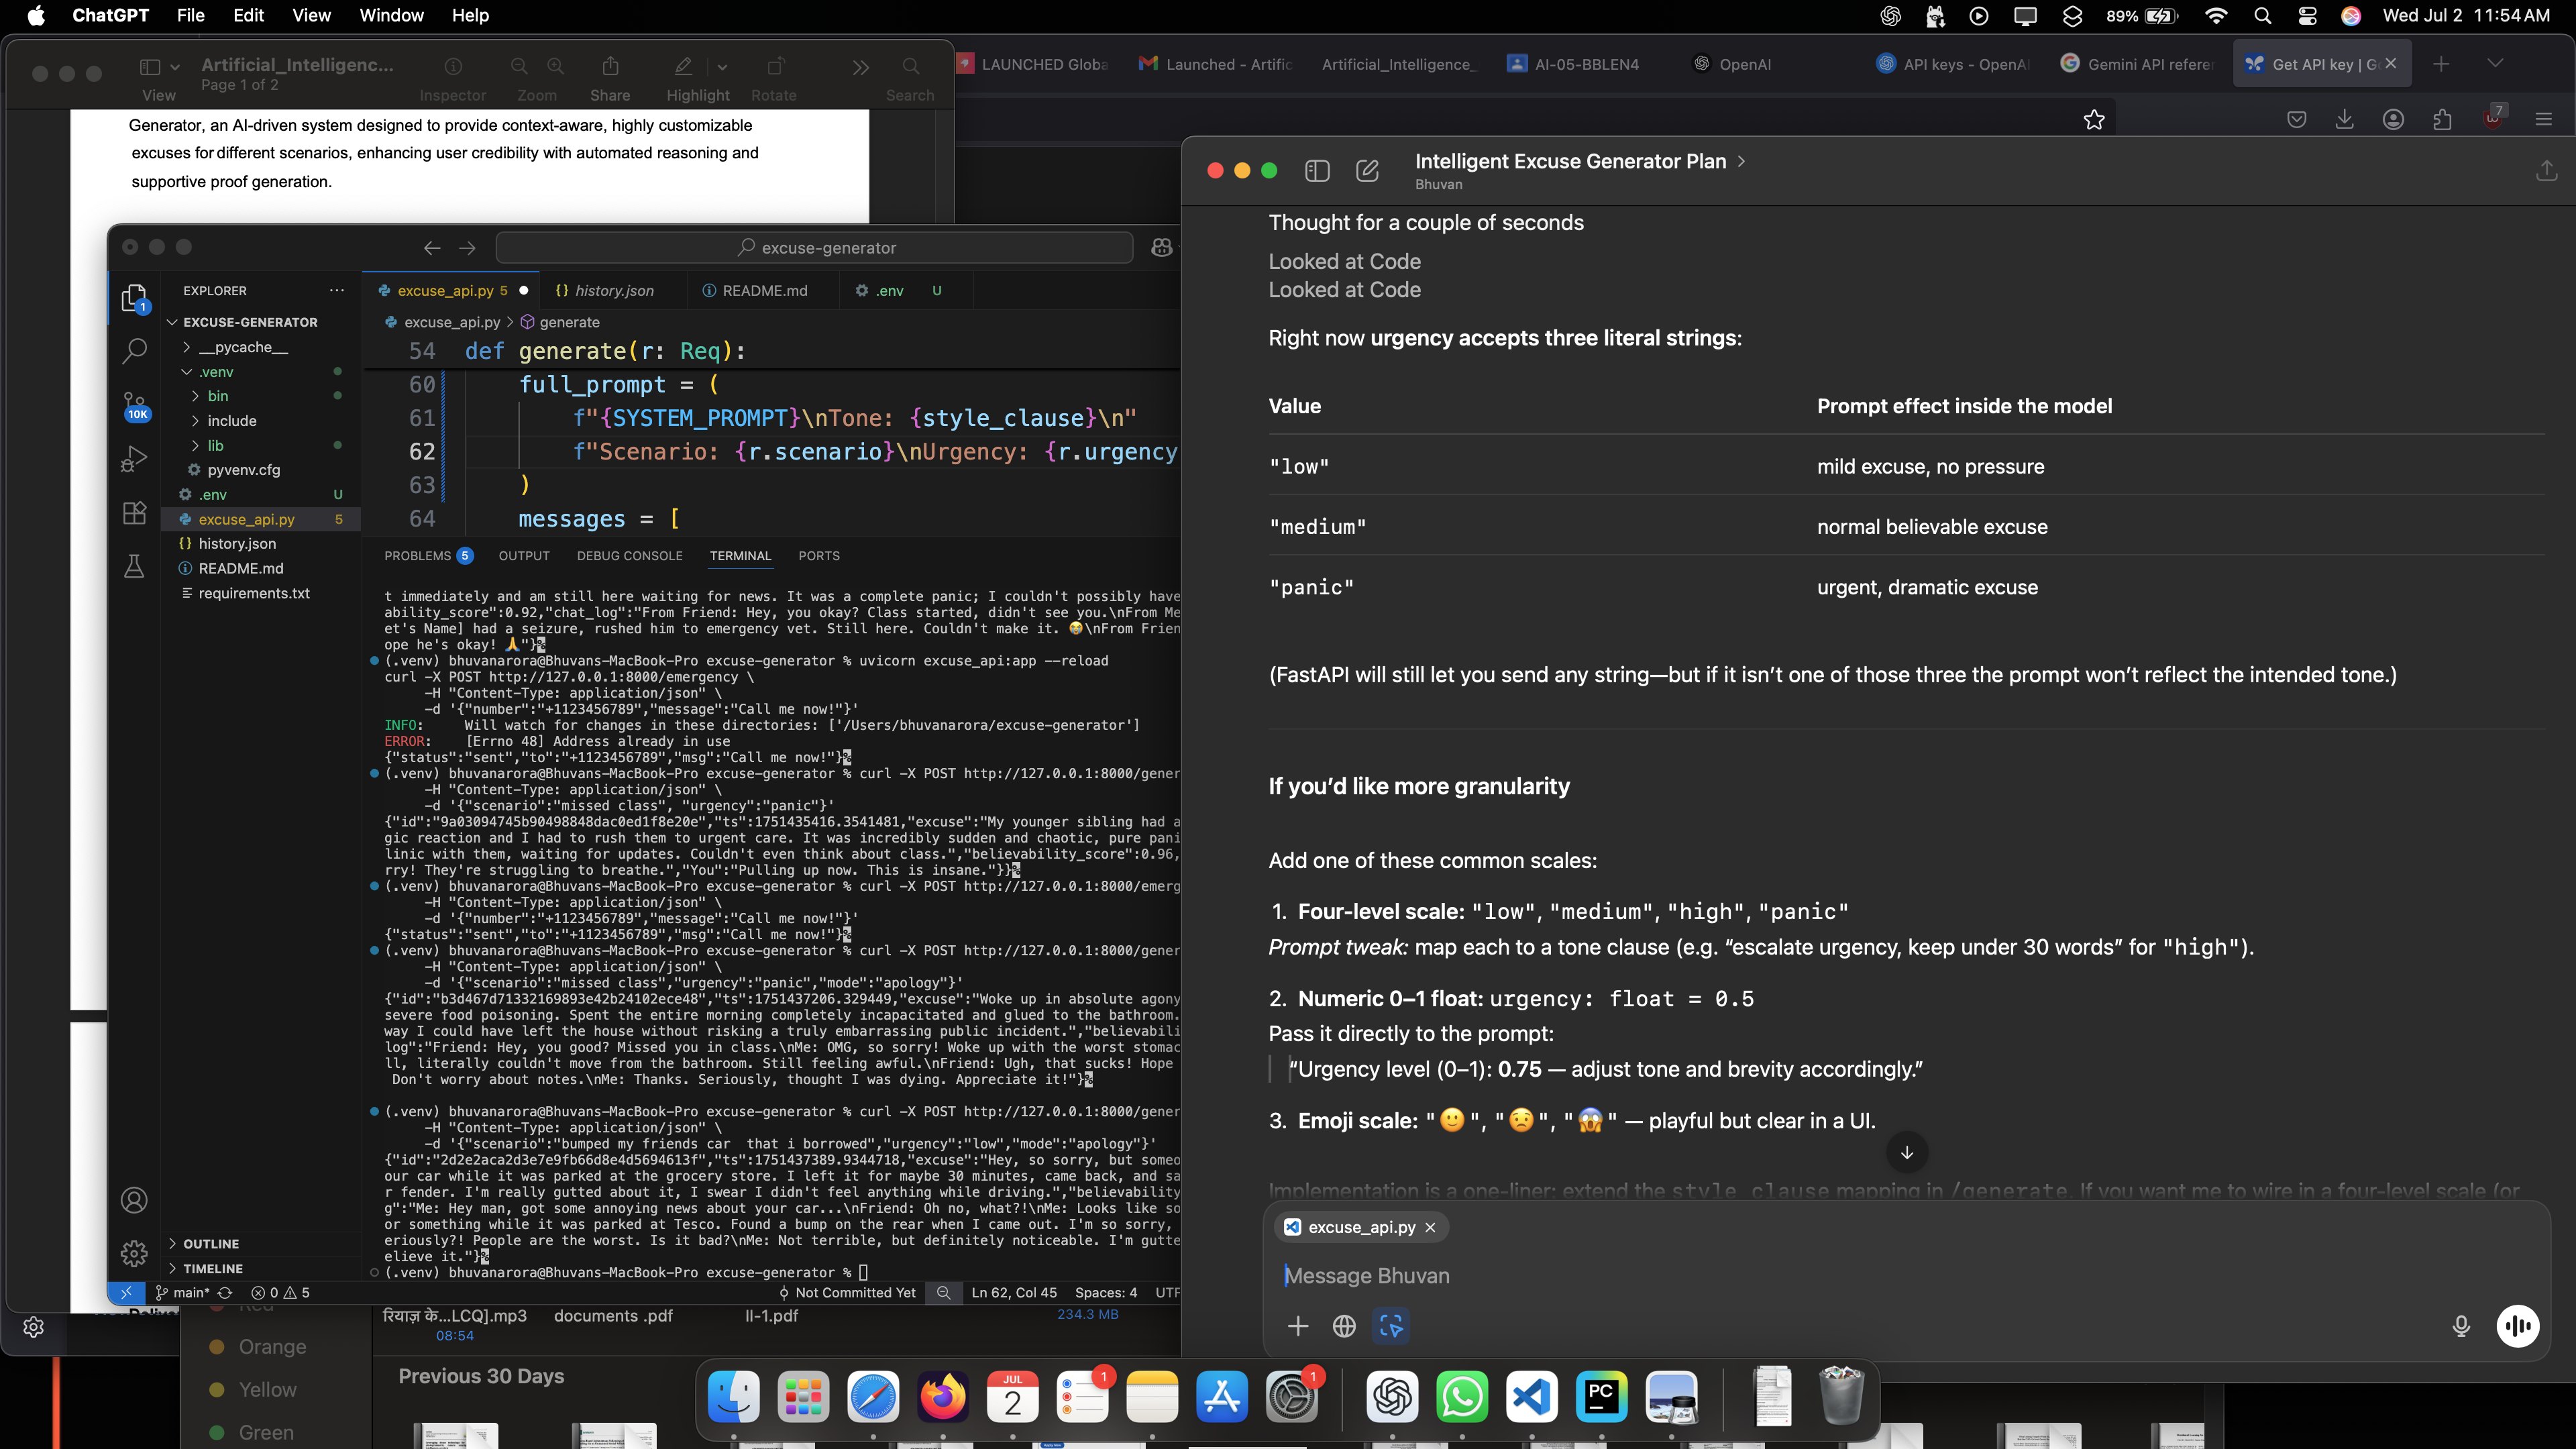 ChatGPT File Edit View Window Help
89%
Wed Jul 2 11:54 AM
Artificial_Intelligenc...
Page 1 of 2
View Inspector Zoom Share Highlight Rotate Search
LAUNCHED Globa
Launched - Artific
Artificial_Intelligence_
AI-05-BBLEN4
OpenAI
API keys - OpenAI
Gemini API referen
Get API key | G
7
Generator, an AI-driven system designed to provide context-aware, highly customizable
excuses for different scenarios, enhancing user credibility with automated reasoning and
supportive proof generation.
excuse-generator
EXPLORER
EXCUSE-GENERATOR
__pycache__
.venv
bin
include
lib
pyvenv.cfg
.env U
excuse_api.py 5
history.json
README.md
requirements.txt
OUTLINE
TIMELINE
1
10K
excuse_api.py 5
history.json
README.md
.env U
excuse_api.py > generate
54 def generate(r: Req):
60 full_prompt = (
61 f"{SYSTEM_PROMPT}\nTone: {style_clause}\n"
62 f"Scenario: {r.scenario}\nUrgency: {r.urgency
63 )
64 messages = [
PROBLEMS 5 OUTPUT DEBUG CONSOLE TERMINAL PORTS
t immediately and am still here waiting for news. It was a complete panic; I couldn't possibly have
ability_score":0.92,"chat_log":"From Friend: Hey, you okay? Class started, didn't see you.\nFrom Me
et's Name] had a seizure, rushed him to emergency vet. Still here. Couldn't make it. 😭\nFrom Frien
ope he's okay! 🙏"}%
(.venv) bhuvanarora@Bhuvans-MacBook-Pro excuse-generator % uvicorn excuse_api:app --reload
curl -X POST http://127.0.0.1:8000/emergency \
-H "Content-Type: application/json" \
-d '{"number":"+1123456789","message":"Call me now!"}'
INFO: Will watch for changes in these directories: ['/Users/bhuvanarora/excuse-generator']
ERROR: [Errno 48] Address already in use
{"status":"sent","to":"+1123456789","msg":"Call me now!"}%
(.venv) bhuvanarora@Bhuvans-MacBook-Pro excuse-generator % curl -X POST http://127.0.0.1:8000/gener
-H "Content-Type: application/json" \
-d '{"scenario":"missed class", "urgency":"panic"}'
{"id":"9a03094745b90498848dac0ed1f8e20e","ts":1751435416.3541481,"excuse":"My younger sibling had a
gic reaction and I had to rush them to urgent care. It was incredibly sudden and chaotic, pure pani
linic with them, waiting for updates. Couldn't even think about class.","believability_score":0.96,
rry! They're struggling to breathe.","You":"Pulling up now. This is insane."}}%
(.venv) bhuvanarora@Bhuvans-MacBook-Pro excuse-generator % curl -X POST http://127.0.0.1:8000/emerg
-H "Content-Type: application/json" \
-d '{"number":"+1123456789","message":"Call me now!"}'
{"status":"sent","to":"+1123456789","msg":"Call me now!"}%
(.venv) bhuvanarora@Bhuvans-MacBook-Pro excuse-generator % curl -X POST http://127.0.0.1:8000/gener
-H "Content-Type: application/json" \
-d '{"scenario":"missed class","urgency":"panic","mode":"apology"}'
{"id":"b3d467d71332169893e42b24102ece48","ts":1751437206.329449,"excuse":"Woke up in absolute agony
severe food poisoning. Spent the entire morning completely incapacitated and glued to the bathroom.
way I could have left the house without risking a truly embarrassing public incident.","believabili
log":"Friend: Hey, you good? Missed you in class.\nMe: OMG, so sorry! Woke up with the worst stomac
ll, literally couldn't move from the bathroom. Still feeling awful.\nFriend: Ugh, that sucks! Hope
Don't worry about notes.\nMe: Thanks. Seriously, thought I was dying. Appreciate it!"}%
(.venv) bhuvanarora@Bhuvans-MacBook-Pro excuse-generator % curl -X POST http://127.0.0.1:8000/gener
-H "Content-Type: application/json" \
-d '{"scenario":"bumped my friends car  that i borrowed","urgency":"low","mode":"apology"}'
{"id":"2d2e2aca2d3e7e9fb66d8e4d5694613f","ts":1751437389.9344718,"excuse":"Hey, so sorry, but someo
our car while it was parked at the grocery store. I left it for maybe 30 minutes, came back, and sa
r fender. I'm really gutted about it, I swear I didn't feel anything while driving.","believability
g":"Me: Hey man, got some annoying news about your car...\nFriend: Oh no, what?!\nMe: Looks like so
or something while it was parked at Tesco. Found a bump on the rear when I came out. I'm so sorry,
eriously?! People are the worst. Is it bad?\nMe: Not terrible, but definitely noticeable. I'm gutte
elieve it."}%
(.venv) bhuvanarora@Bhuvans-MacBook-Pro excuse-generator %
main* 0 5 Not Committed Yet Ln 62, Col 45 Spaces: 4 UTF
Intelligent Excuse Generator Plan >
Bhuvan
Thought for a couple of seconds
Looked at Code
Looked at Code
Right now urgency accepts three literal strings:
Value Prompt effect inside the model
"low" mild excuse, no pressure
"medium" normal believable excuse
"panic" urgent, dramatic excuse
(FastAPI will still let you send any string—but if it isn’t one of those three the prompt won’t reflect the intended tone.)
If you’d like more granularity
Add one of these common scales:
1. Four-level scale: "low", "medium", "high", "panic"
Prompt tweak: map each to a tone clause (e.g. “escalate urgency, keep under 30 words” for "high").
2. Numeric 0–1 float: urgency: float = 0.5
Pass it directly to the prompt:
“Urgency level (0–1): 0.75 — adjust tone and brevity accordingly.”
3. Emoji scale: "🙂", "😟", "😱" — playful but clear in a UI.
Implementation is a one-liner: extend the style_clause mapping in /generate. If you want me to wire in a four-level scale (or
excuse_api.py
Message Bhuvan
रियाज़ के...LCQ].mp3
08:54
documents .pdf
II-1.pdf
234.3 MB
Orange
Yellow
Green
Previous 30 Days
JUL
2
1
1
PC